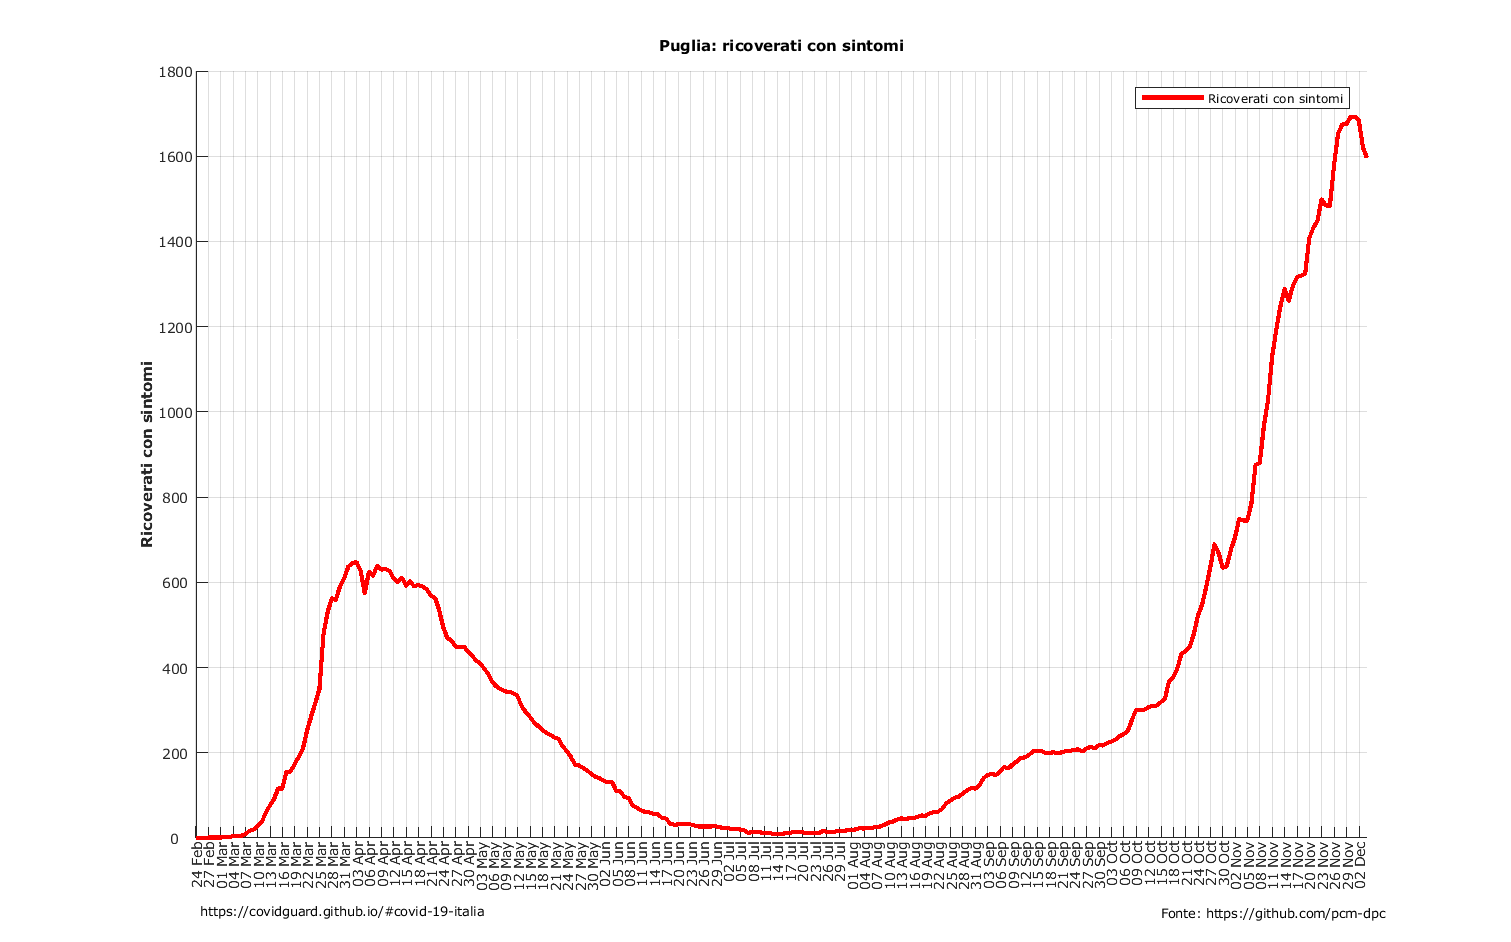 Puglia: ricoverati con sintomi
Ricoverati con sintomi
Ricoverati con sintomi
1800
1600
1400
1200
1000
800
600
400
200
0
24 Feb
27 Feb
01 Mar
04 Mar
07 Mar
10 Mar
13 Mar
16 Mar
19 Mar
22 Mar
25 Mar
28 Mar
31 Mar
03 Apr
06 Apr
09 Apr
12 Apr
15 Apr
18 Apr
21 Apr
24 Apr
27 Apr
30 Apr
03 May
06 May
09 May
12 May
15 May
18 May
21 May
24 May
27 May
30 May
02 Jun
05 Jun
08 Jun
11 Jun
14 Jun
17 Jun
20 Jun
23 Jun
26 Jun
29 Jun
02 Jul
05 Jul
08 Jul
11 Jul
14 Jul
17 Jul
20 Jul
23 Jul
26 Jul
29 Jul
01 Aug
04 Aug
07 Aug
10 Aug
13 Aug
16 Aug
19 Aug
22 Aug
25 Aug
28 Aug
31 Aug
03 Sep
06 Sep
09 Sep
12 Sep
15 Sep
18 Sep
21 Sep
24 Sep
27 Sep
30 Sep
03 Oct
06 Oct
09 Oct
12 Oct
15 Oct
18 Oct
21 Oct
24 Oct
27 Oct
30 Oct
02 Nov
05 Nov
08 Nov
11 Nov
14 Nov
17 Nov
20 Nov
23 Nov
26 Nov
29 Nov
02 Dec
https://covidguard.github.io/#covid-19-italia
Fonte: https://github.com/pcm-dpc